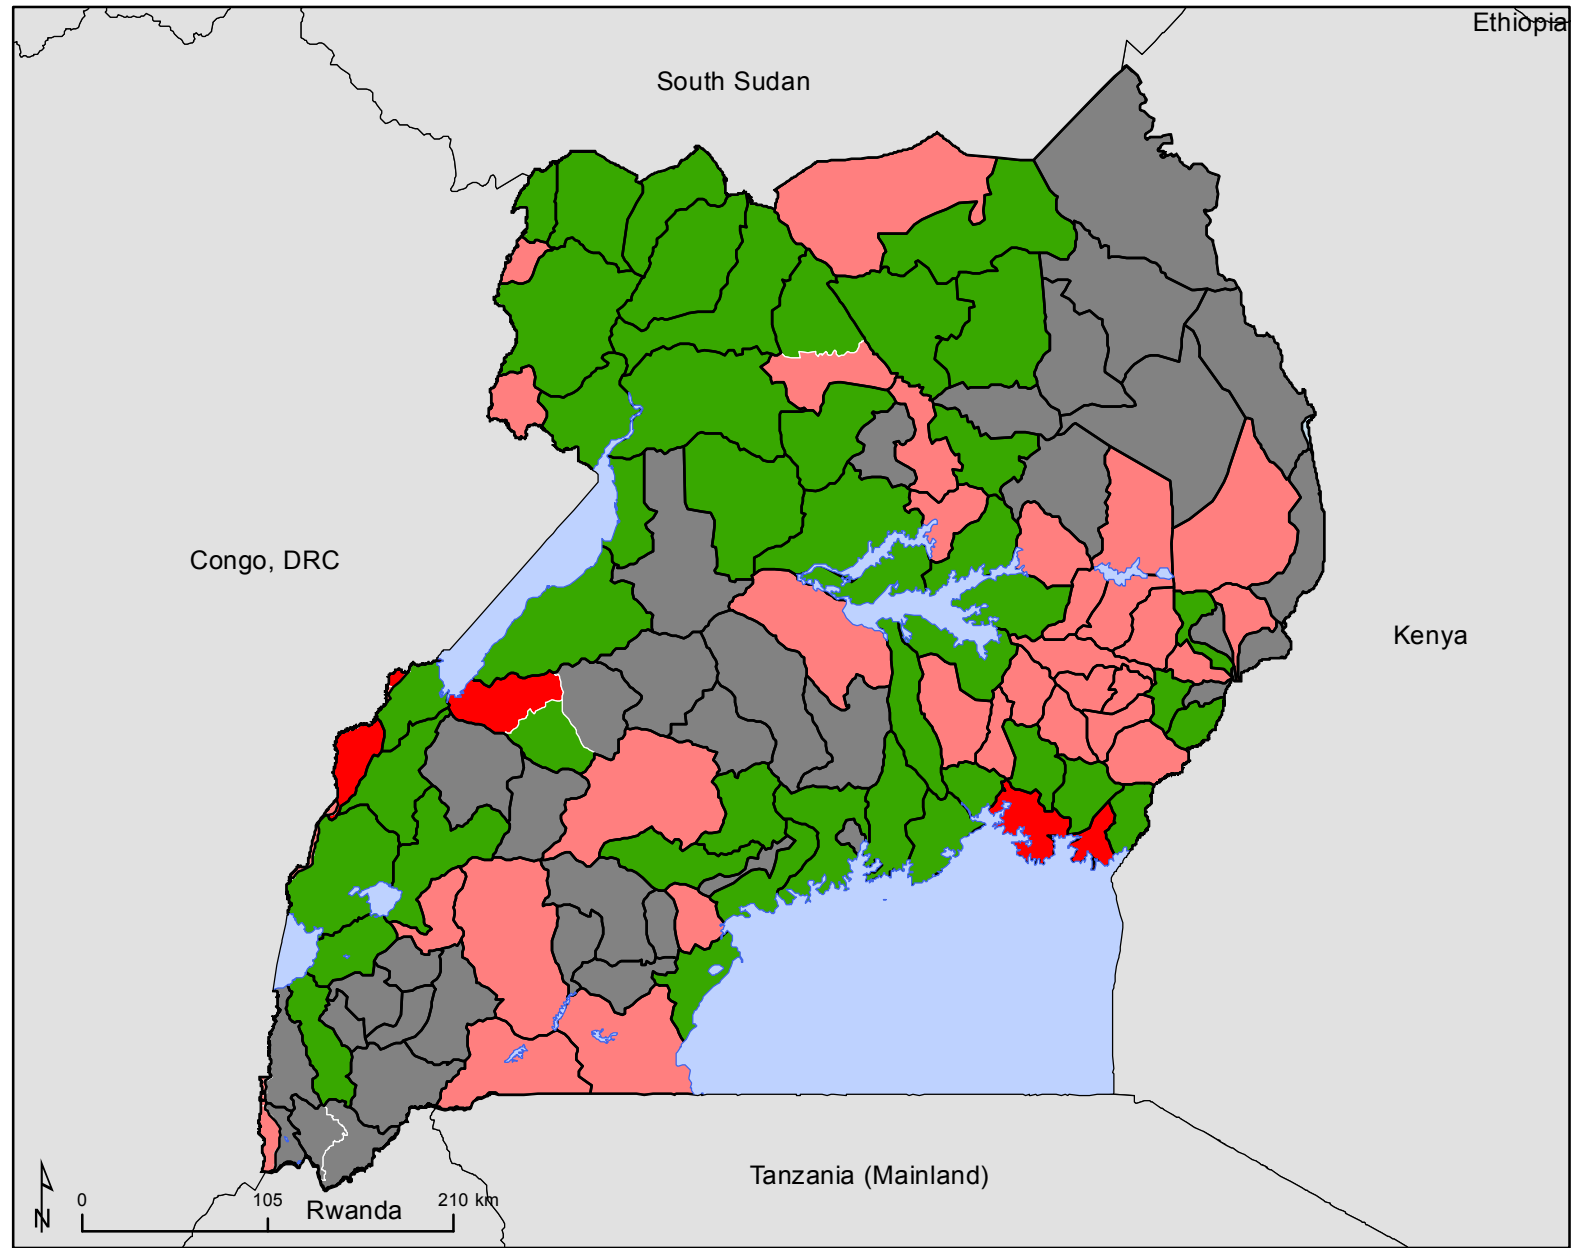 Ethiopia
South Sudan
Congo, DRC
Kenya
Tanzania (Mainland)
0 105 210 km
Rwanda
N